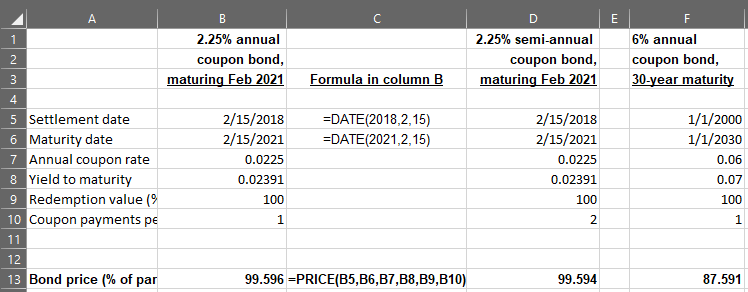 A B C D E F
1 2.25% annual 2.25% semi-annual 6% annual
2 coupon bond, coupon bond, coupon bond,
3 maturing Feb 2021 Formula in column B maturing Feb 2021 30-year maturity
4
5 Settlement date 2/15/2018 =DATE(2018,2,15) 2/15/2018 1/1/2000
6 Maturity date 2/15/2021 =DATE(2021,2,15) 2/15/2021 1/1/2030
7 Annual coupon rate 0.0225 0.0225 0.06
8 Yield to maturity 0.02391 0.02391 0.07
9 Redemption value (% 100 100 100
10 Coupon payments pe 1 2 1
11
12
13 Bond price (% of par 99.596 =PRICE(B5,B6,B7,B8,B9,B10) 99.594 87.591